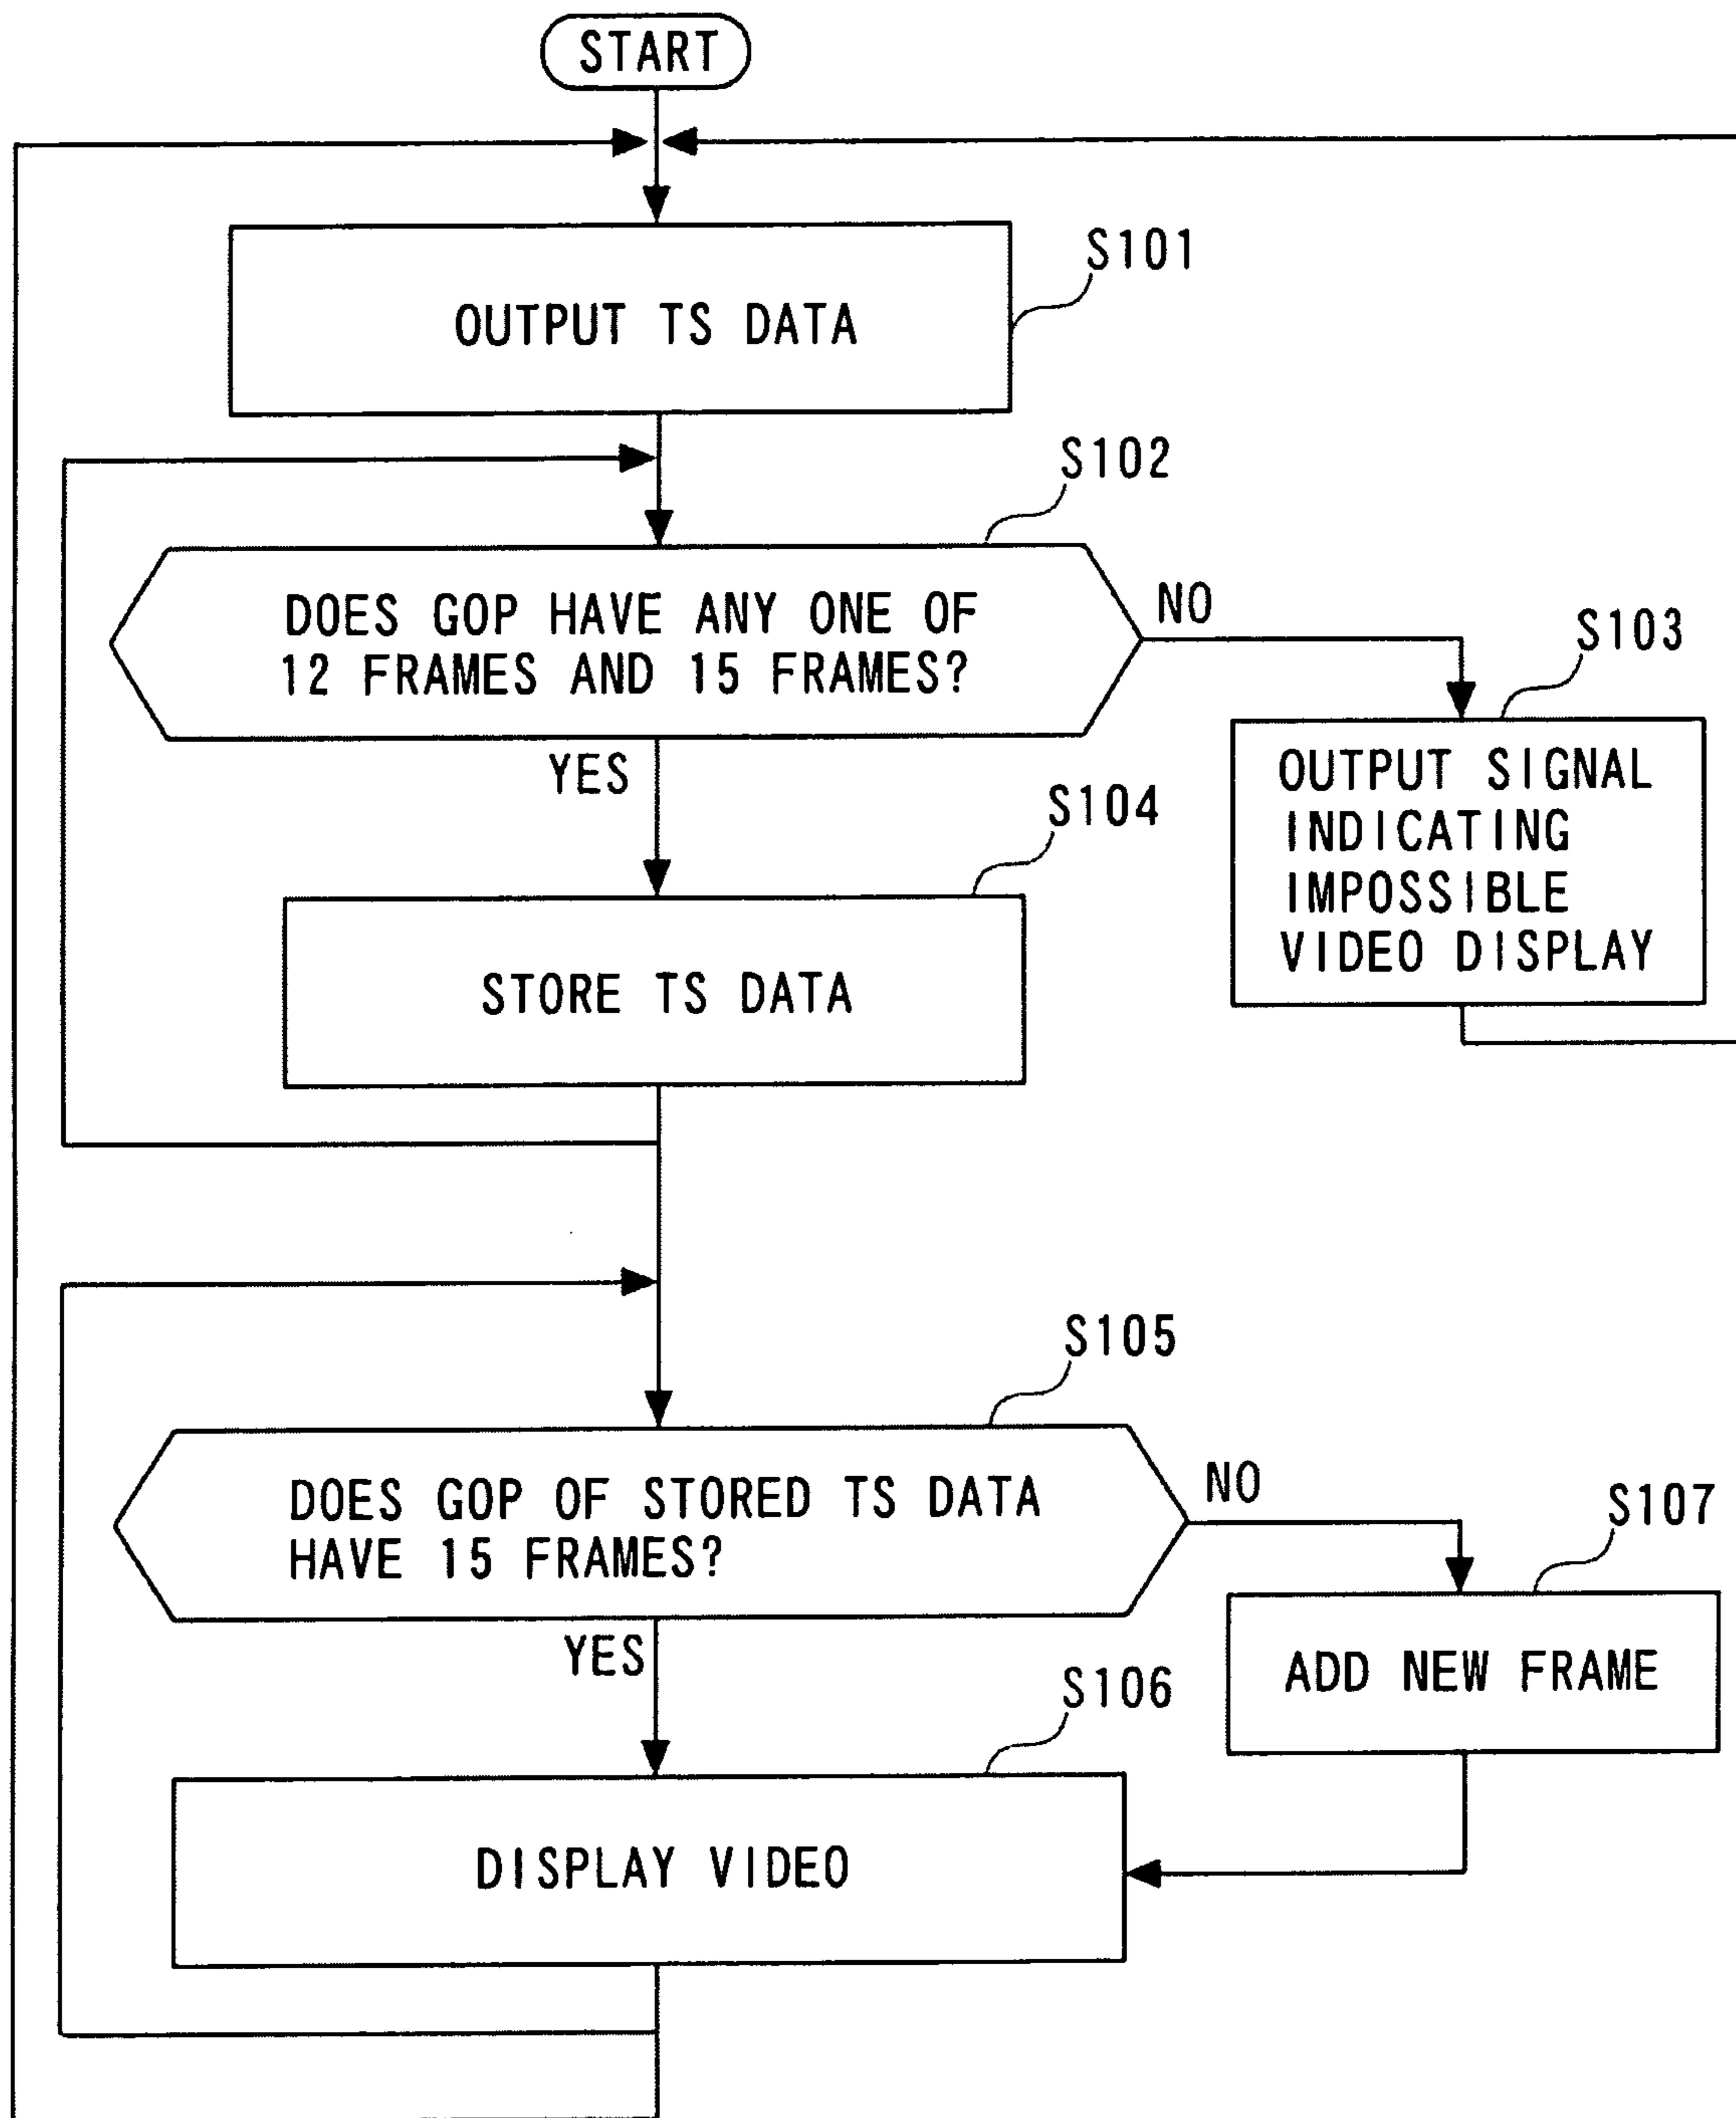 START
S101
OUTPUT TS DATA
S102
DOES GOP HAVE ANY ONE OF
12 FRAMES AND 15 FRAMES?
NO
S103
OUTPUT SIGNAL
INDICATING
IMPOSSIBLE
VIDEO DISPLAY
YES
S104
STORE TS DATA
S105
DOES GOP OF STORED TS DATA
HAVE 15 FRAMES?
NO
S107
ADD NEW FRAME
YES
S106
DISPLAY VIDEO